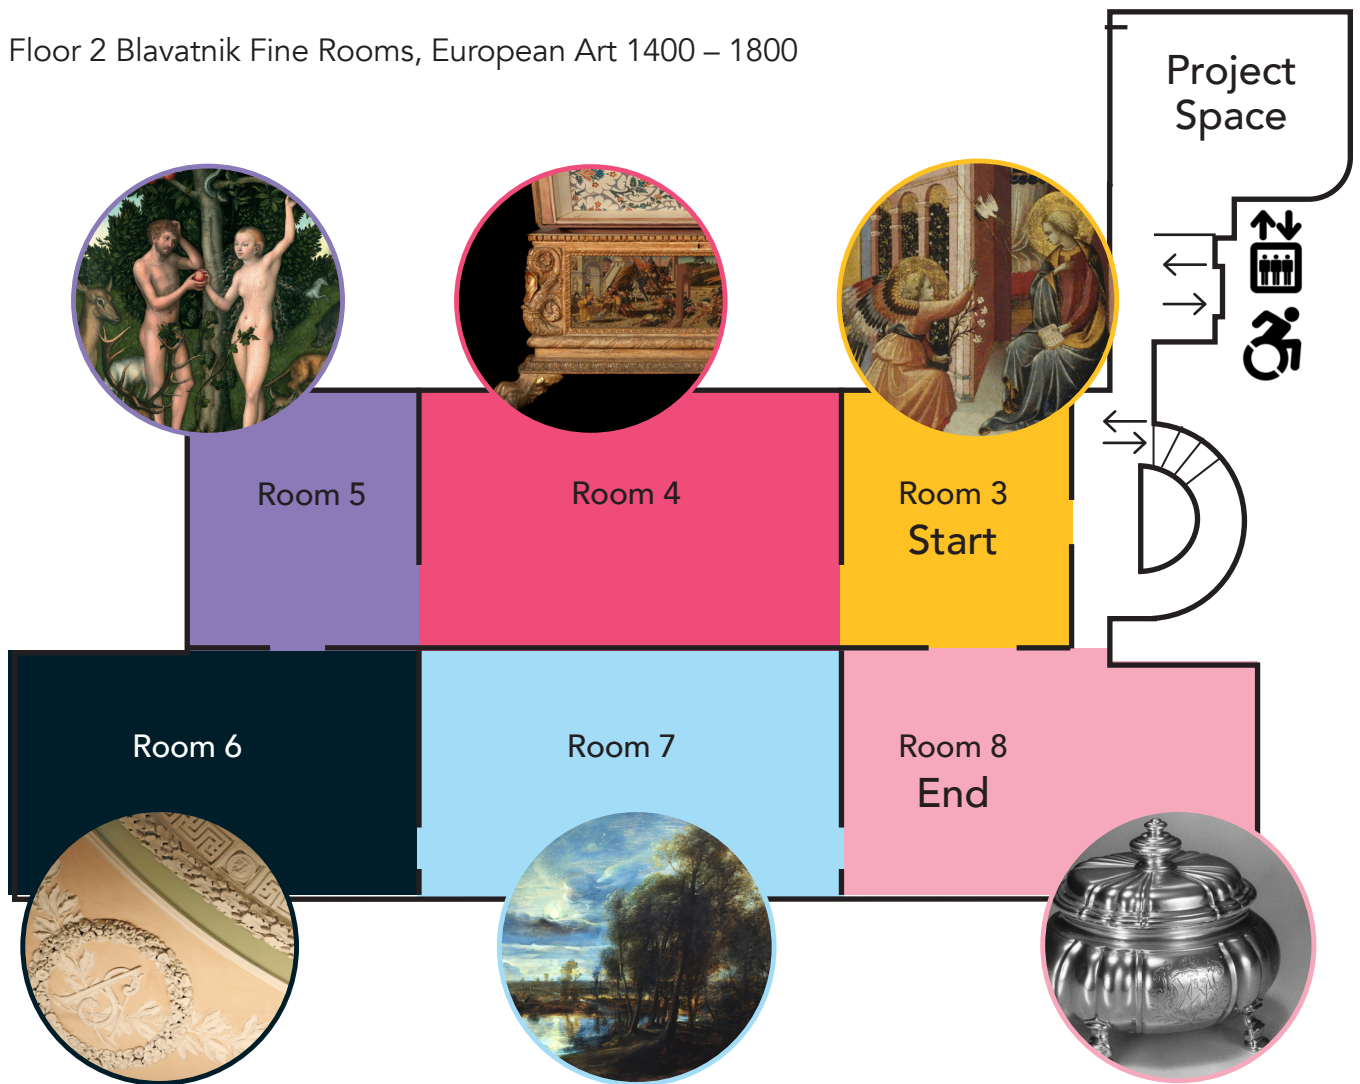 Floor 2 Blavatnik Fine Rooms, European Art 1400 – 1800
Project
Space
Room 5
Room 4
Room 3
Start
Room 6
Room 7
Room 8
End